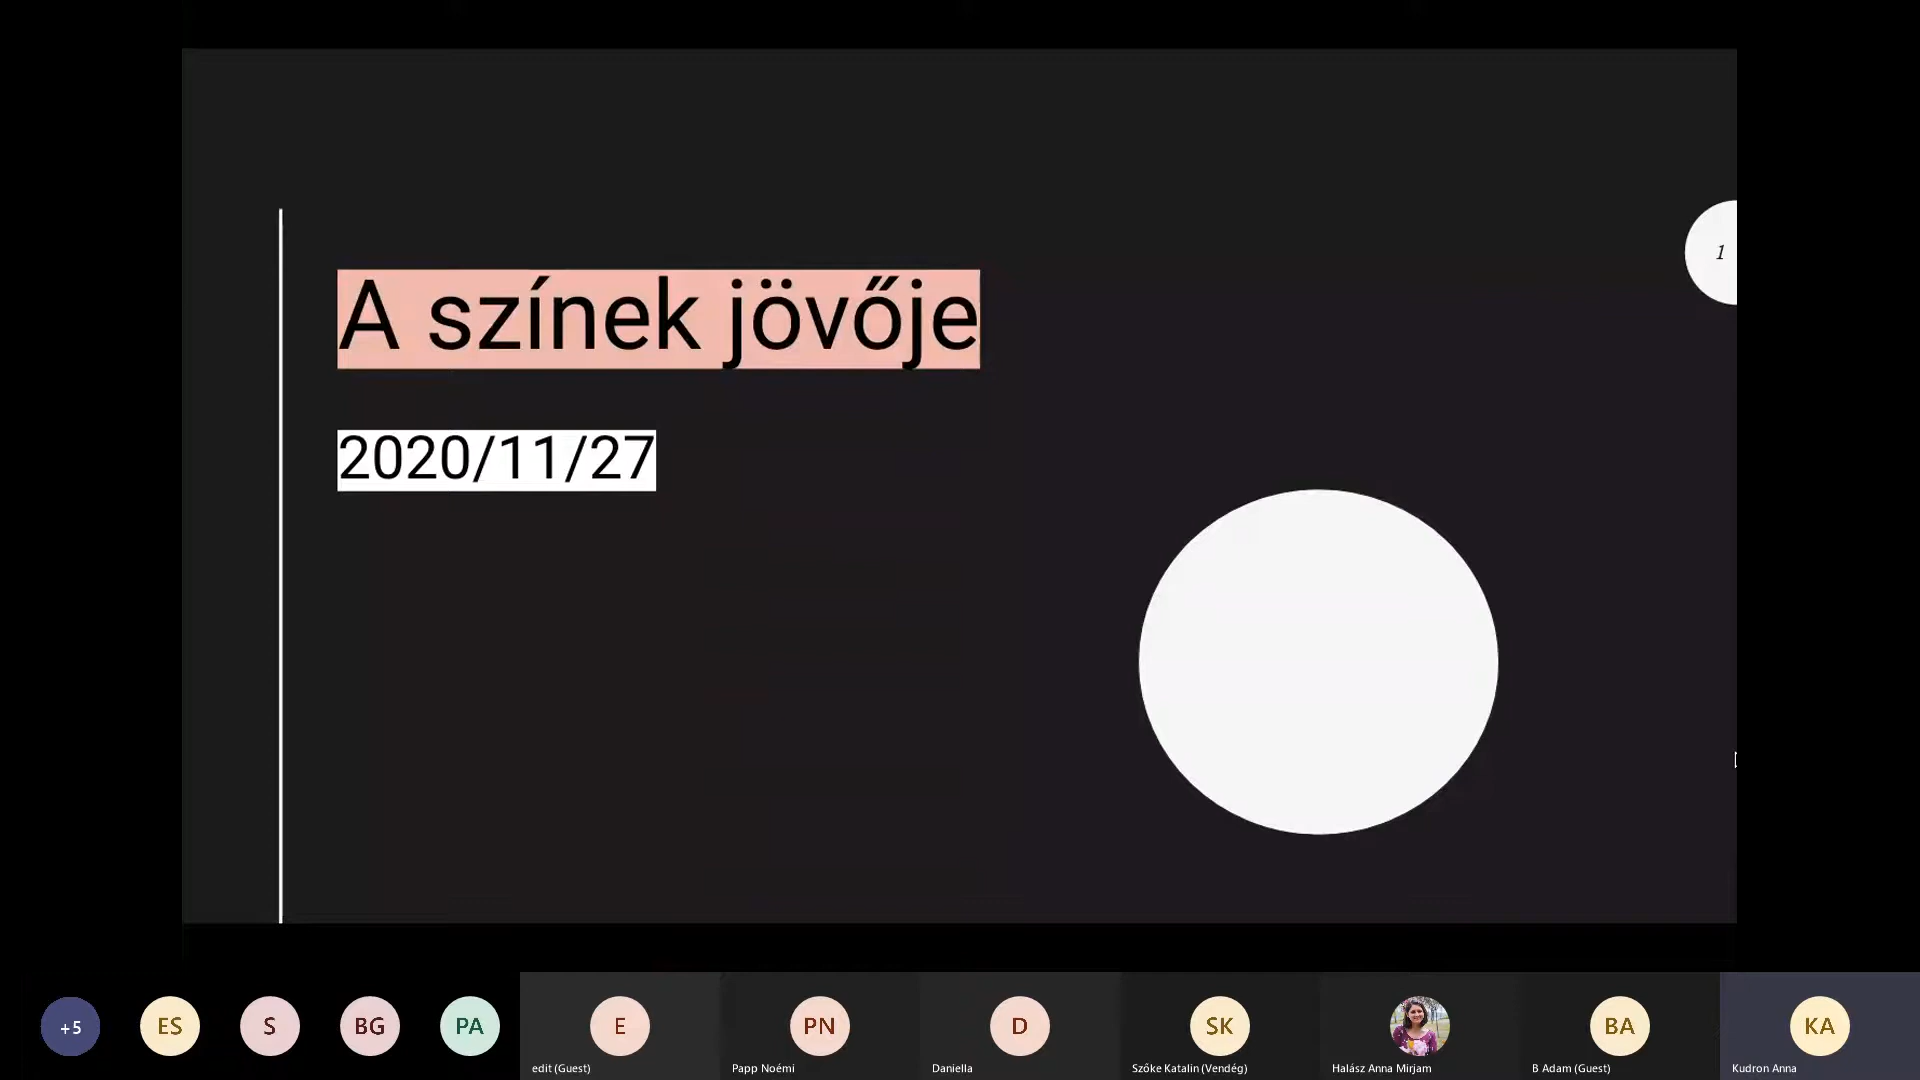 1
A színek jövője
2020/11/27
+5
ES
S
BG
PA
E
PN
D
SK
BA
KA
edit (Guest)
Papp Noémi
Daniella
Szőke Katalin (Vendég)
Halász Anna Mirjam
B Adam (Guest)
Kudron Anna